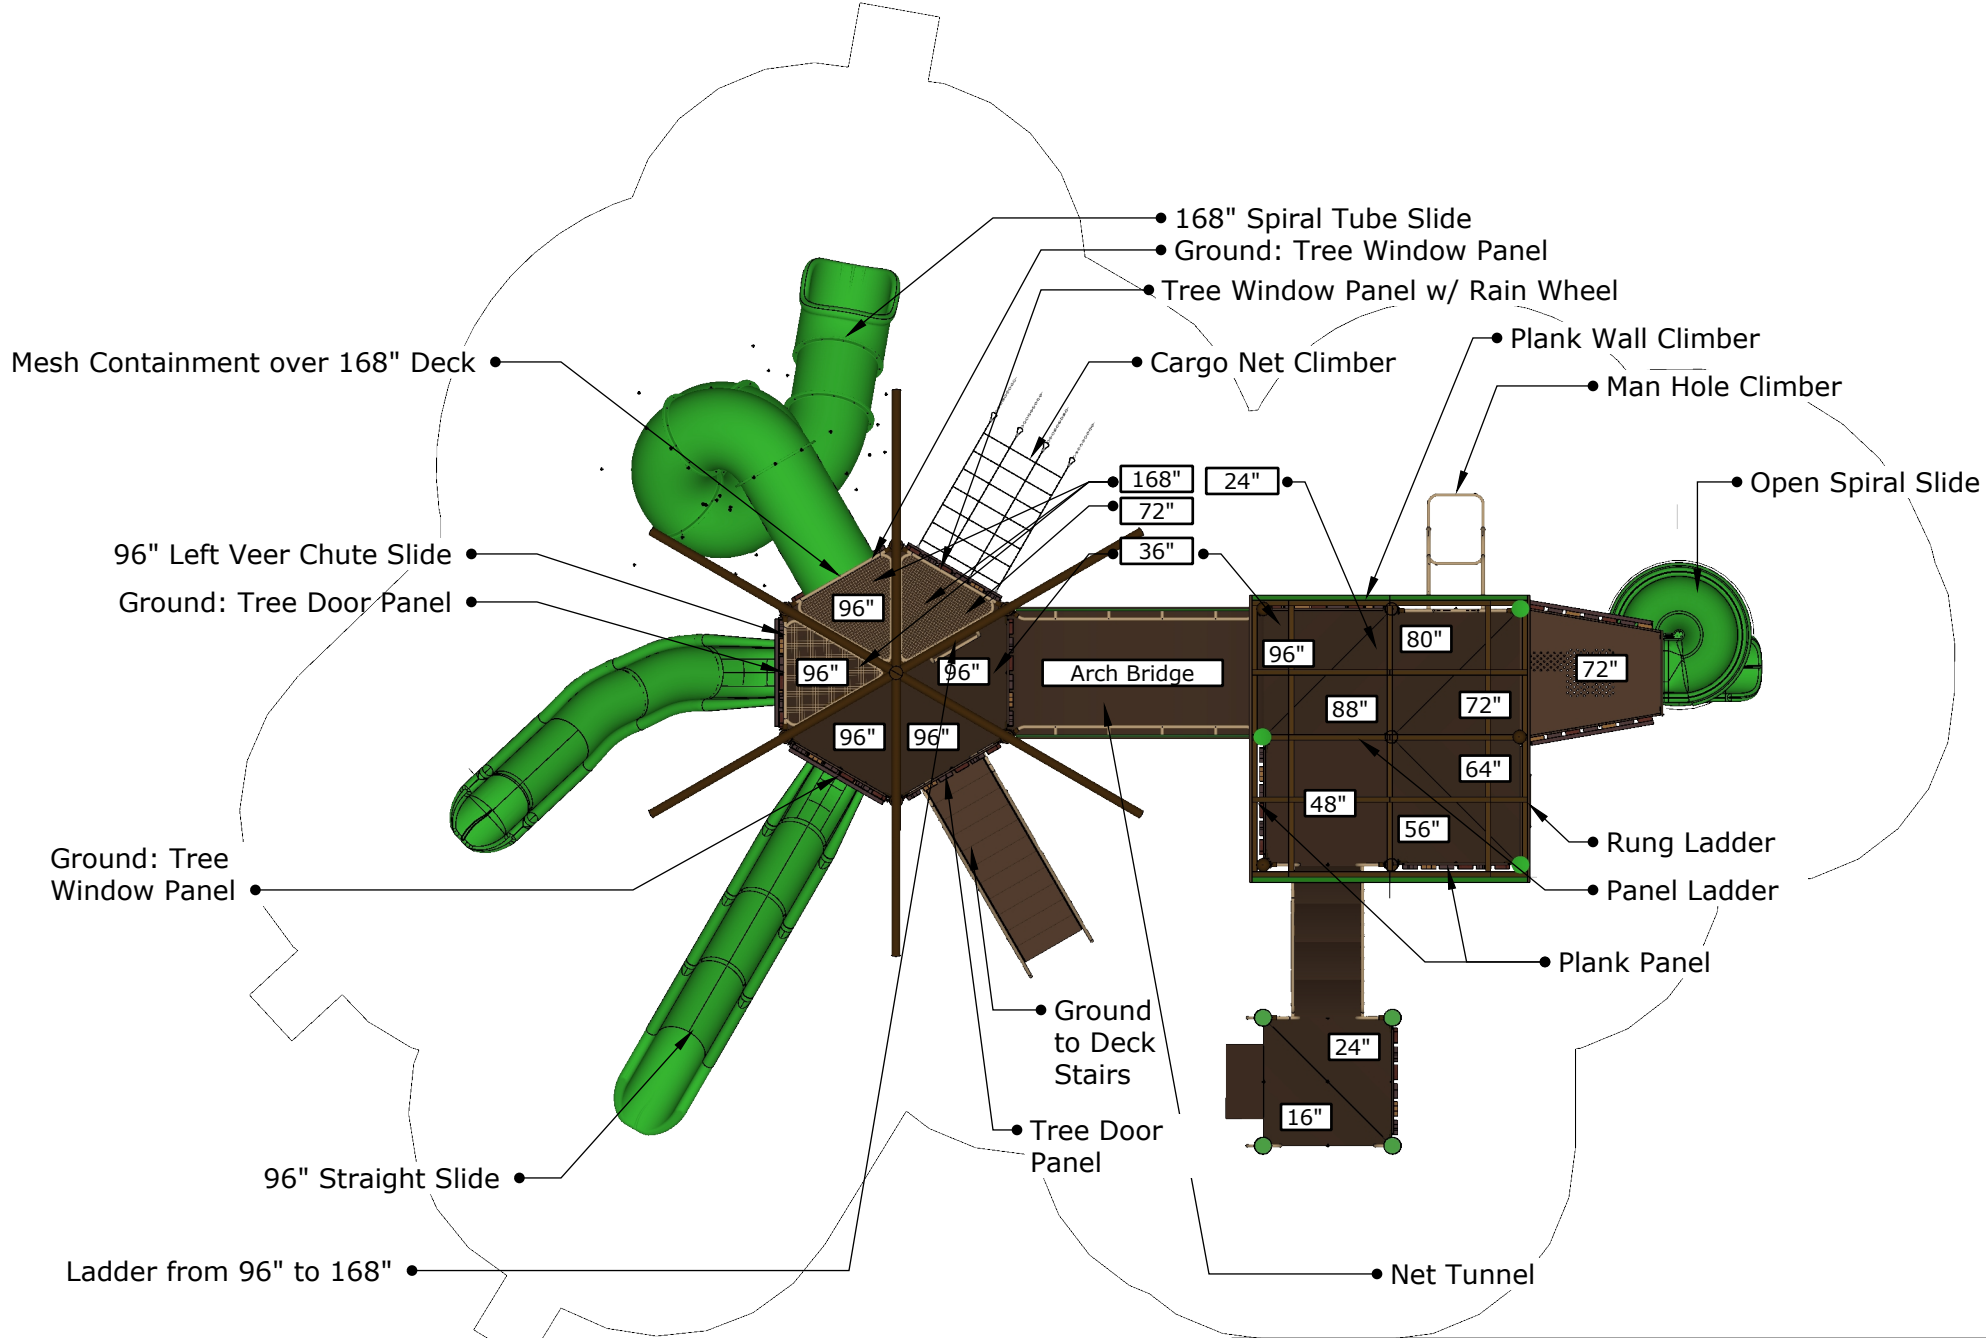 168" Spiral Tube Slide
Ground: Tree Window Panel
Tree Window Panel w/ Rain Wheel
Plank Wall Climber
Mesh Containment over 168" Deck
Cargo Net Climber
Man Hole Climber
168"
24"
Open Spiral Slide
72"
36"
96" Left Veer Chute Slide
Ground: Tree Door Panel
96"
96"
96"
96"
96"
Arch Bridge
96"
80"
72"
88"
72"
64"
48"
56"
Rung Ladder
Ground: Tree
Window Panel
Panel Ladder
Plank Panel
Ground
to Deck
Stairs
24"
16"
Tree Door
Panel
96" Straight Slide
Ladder from 96" to 168"
Net Tunnel